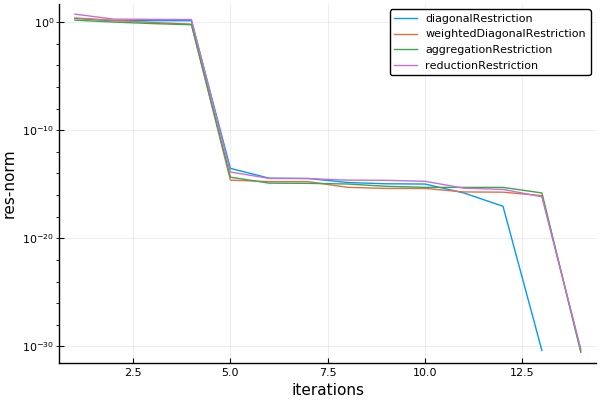 diagonalRestriction
weightedDiagonalRestriction
aggregationRestriction
reductionRestriction
10⁰
10⁻¹⁰
10⁻²⁰
10⁻³⁰
res-norm
2.5 5.0 7.5 10.0 12.5
iterations